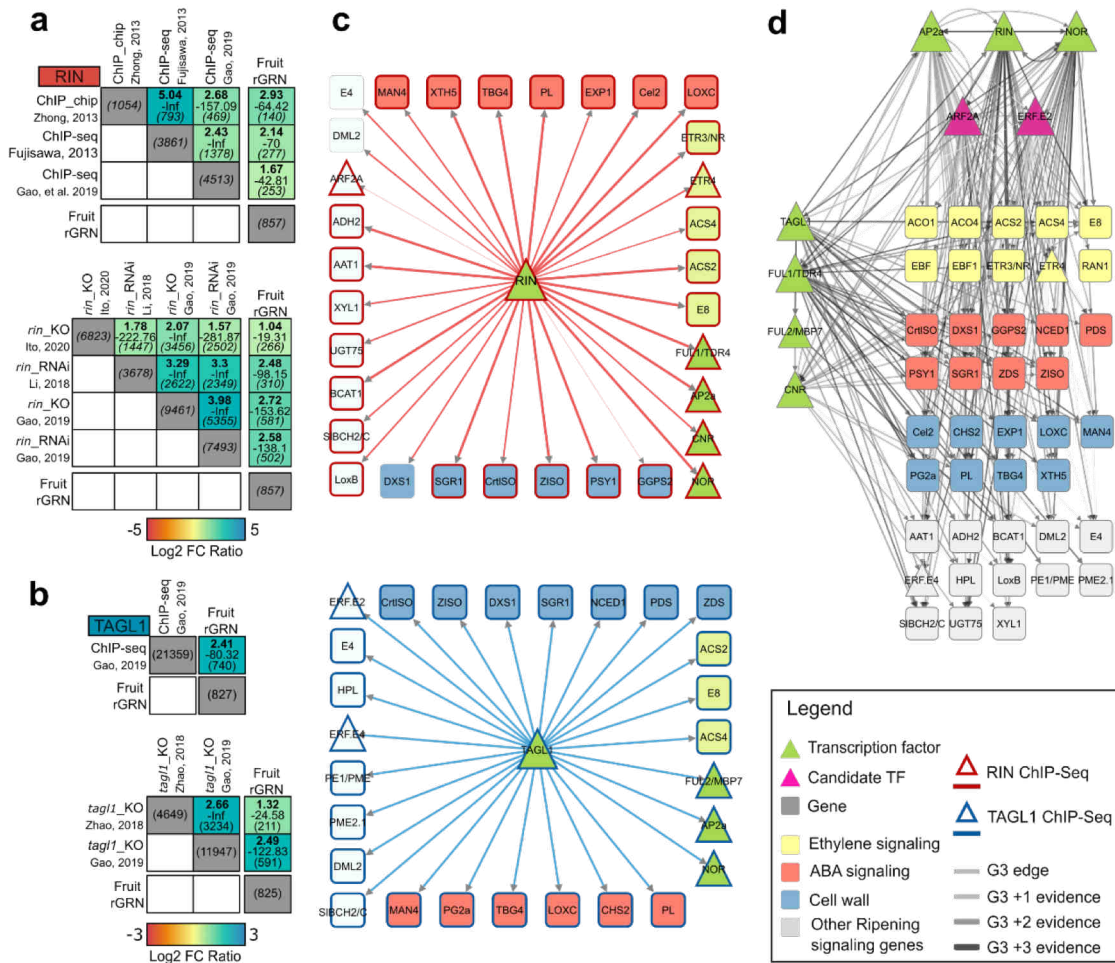 a
RIN
ChIP_chip
Zhong, 2013
ChIP-seq
Fujisawa, 2013
ChIP-seq
Gao, 2019
Fruit
rGRN
ChIP_chip
Zhong, 2013
(1054)
5.04
-Inf
(793)
2.68
-157.09
(469)
2.93
-64.42
(140)
ChIP-seq
Fujisawa, 2013
(3861)
2.43
-Inf
(1378)
2.14
-70
(277)
ChIP-seq
Gao, et al. 2019
(4513)
1.67
-42.81
(253)
Fruit
rGRN
(857)
rin_KO
Ito, 2020
rin_RNAi
Li, 2018
rin_KO
Gao, 2019
rin_RNAi
Gao, 2019
Fruit
rGRN
rin_KO
Ito, 2020
(6823)
1.78
-222.76
(1447)
2.07
-Inf
(3456)
1.57
-281.87
(2502)
1.04
-19.31
(266)
rin_RNAi
Li, 2018
(3678)
3.29
-Inf
(2622)
3.3
-Inf
(2349)
2.48
-98.15
(310)
rin_KO
Gao, 2019
(9461)
3.98
-Inf
(5355)
2.72
-153.62
(581)
rin_RNAi
Gao, 2019
(7493)
2.58
-138.1
(502)
Fruit
rGRN
(857)
-5
5
Log2 FC Ratio
b
TAGL1
ChIP-seq
Gao, 2019
Fruit
rGRN
ChIP-seq
Gao, 2019
(21359)
2.41
-80.32
(740)
Fruit
rGRN
(827)
tagl1_KO
Zhao, 2018
tagl1_KO
Gao, 2019
Fruit
rGRN
tagl1_KO
Zhao, 2018
(4649)
2.66
-Inf
(3234)
1.32
-24.58
(211)
tagl1_KO
Gao, 2019
(11947)
2.49
-122.83
(591)
Fruit
rGRN
(825)
-3
3
Log2 FC Ratio
c
E4
MAN4
XTH5
TBG4
PL
EXP1
Cel2
LOXC
DML2
ETR3/NR
ARF2A
ETR4
ADH2
ACS4
AAT1
ACS2
RIN
XYL1
E8
UGT75
FUL1/TDR4
BCAT1
AP2a
SIBCH2/C
CNR
LoxB
DXS1
SGR1
CrtISO
ZISO
PSY1
GGPS2
NOR
ERF.E2
CrtISO
ZISO
DXS1
SGR1
NCED1
PDS
ZDS
E4
ACS2
HPL
E8
ERF.E4
ACS4
TAGL1
PE1/PME
FUL2/MBP7
PME2.1
AP2a
DML2
NOR
SIBCH2/C
MAN4
PG2a
TBG4
LOXC
CHS2
PL
d
AP2a
RIN
NOR
ARF2A
ERF.E2
TAGL1
ACO1
ACO4
ACS2
ACS4
E8
FUL1/TDR4
EBF
EBF1
ETR3/NR
ETR4
RAN1
FUL2/MBP7
CrtISO
DXS1
GGPS2
NCED1
PDS
CNR
PSY1
SGR1
ZDS
ZISO
Cel2
CHS2
EXP1
LOXC
MAN4
PG2a
PL
TBG4
XTH5
AAT1
ADH2
BCAT1
DML2
E4
ERF.E4
HPL
LoxB
PE1/PME
PME2.1
SIBCH2/C
UGT75
XYL1
Legend
Transcription factor
Candidate TF
Gene
Ethylene signaling
ABA signaling
Cell wall
Other Ripening
signaling genes
RIN ChIP-Seq
TAGL1 ChIP-Seq
G3 edge
G3 +1 evidence
G3 +2 evidence
G3 +3 evidence